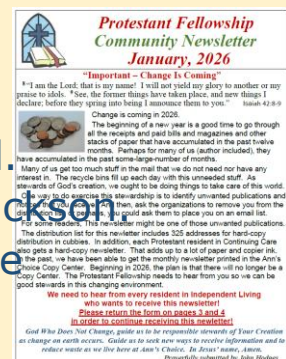 Protestant Fellowship
Community Newsletter
January, 2026
"Important – Change Is Coming"
8 "I am the Lord; that is my name! I will not yield my glory to another or my
praise to idols. 9 See, the former things have taken place, and new things I
declare; before they spring into being I announce them to you." Isaiah 42:8-9
Change is coming in 2026.
The beginning of a new year is a good time to go through
all the receipts and paid bills and magazines and other
stacks of paper that have accumulated in the past twelve
months. Perhaps for many of us (author included), they
have accumulated in the past some-large-number of months.
Many of us get too much stuff in the mail that we do not need nor have any
interest in. The recycle bins fill up each day with this unneeded stuff. As
stewards of God's creation, we ought to be doing things to take care of this world.
One way to do exercise this stewardship is to identify unwanted publications and
not you receive. And then, ask the organizations to remove you from the
distribution you could ask them to place you on an email list.
For some readers, This newsletter might be one of those unwanted publications.
The distribution list for this newsletter includes 325 addresses for hard-copy
distribution in cubbies. In addition, each Protestant resident in Continuing Care
also gets a hard-copy newsletter. That adds up to a lot of paper and copier ink.
In the past, we have been able to get the monthly newsletter printed in the Ann's
Choice Copy Center. Beginning in 2026, the plan is that there will no longer be a
Copy Center. The Protestant Fellowship needs to hear from you so we can be
good stewards in this changing environment.
We need to hear from every resident in Independent Living
who wants to receive this newsletter!
Please return the form on pages 3 and 4
in order to continue receiving this newsletter!
God Who Does Not Change, guide us to be responsible stewards of Your Creation
as change on earth occurs. Guide us to seek new ways to receive information and to
reduce waste as we live here at Ann's Choice. In Jesus' name, Amen.
Prayerfully submitted by John Hodges
ckson.
e